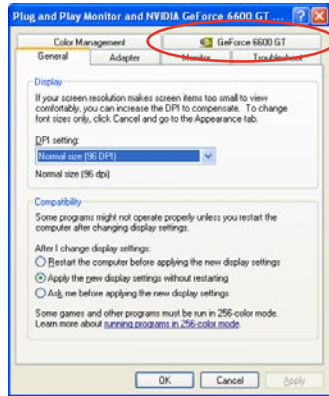 Plug and Play Monitor and NVIDIA GeForce 6600 GT ...
Color Management
GeForce 6600 GT
General
Adapter
Monitor
Troubleshoot
Display
If your screen resolution makes screen items too small to view
comfortably, you can increase the DPI to compensate. To change
font sizes only, click Cancel and go to the Appearance tab.
DPI setting:
Normal size (96 DPI)
Normal size (96 dpi)
Compatibility
Some programs might not operate properly unless you restart the
computer after changing display settings.
After I change display settings:
Restart the computer before applying the new display settings
Apply the new display settings without restarting
Ask me before applying the new display settings
Some games and other programs must be run in 256-color mode.
Learn more about running programs in 256-color mode.
OK
Cancel
Apply